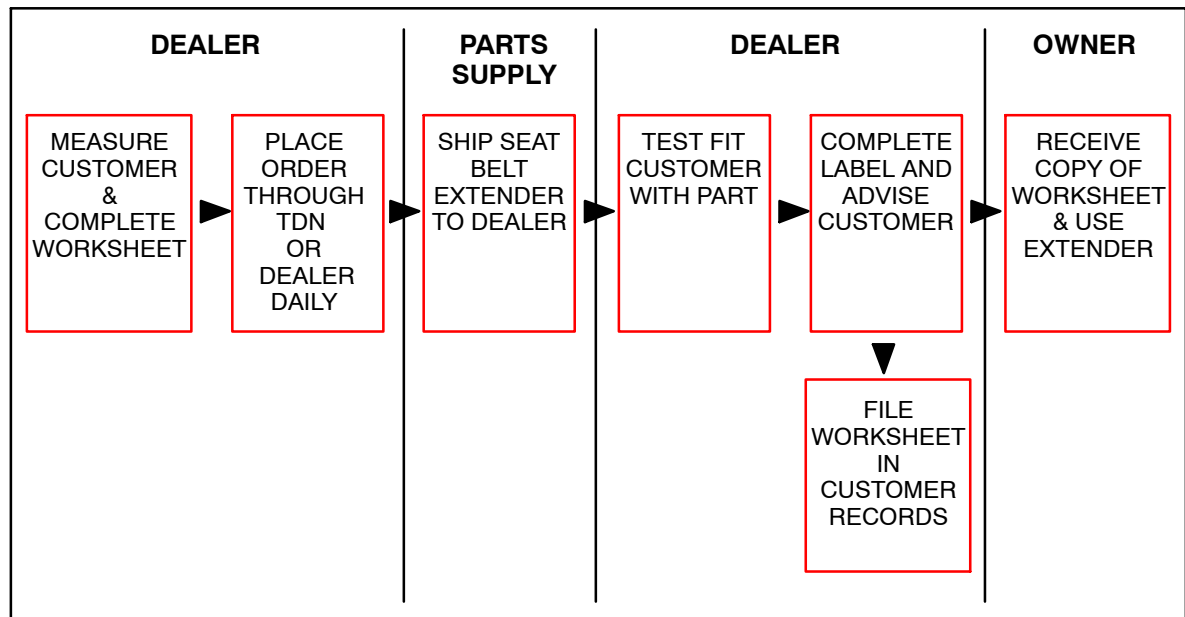 DEALER
MEASURE
CUSTOMER
&
COMPLETE
WORKSHEET
PLACE
ORDER
THROUGH
TDN
OR
DEALER
DAILY
PARTS
SUPPLY
SHIP SEAT
BELT
EXTENDER
TO DEALER
DEALER
TEST FIT
CUSTOMER
WITH PART
COMPLETE
LABEL AND
ADVISE
CUSTOMER
FILE
WORKSHEET
IN
CUSTOMER
RECORDS
OWNER
RECEIVE
COPY OF
WORKSHEET
& USE
EXTENDER